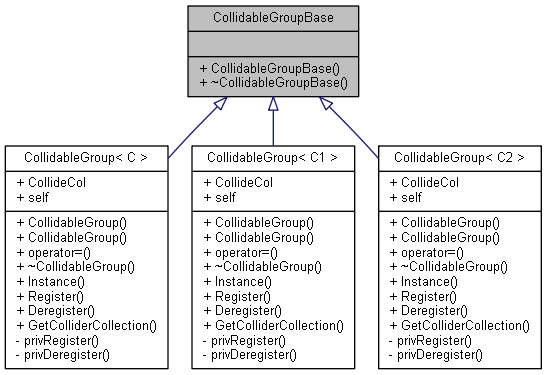 CollidableGroupBase
+ CollidableGroupBase()
+ ~CollidableGroupBase()
CollidableGroup< C >
+ CollideCol
+ self
+ CollidableGroup()
+ CollidableGroup()
+ operator=()
+ ~CollidableGroup()
+ Instance()
+ Register()
+ Deregister()
+ GetColliderCollection()
- privRegister()
- privDeregister()
CollidableGroup< C1 >
+ CollideCol
+ self
+ CollidableGroup()
+ CollidableGroup()
+ operator=()
+ ~CollidableGroup()
+ Instance()
+ Register()
+ Deregister()
+ GetColliderCollection()
- privRegister()
- privDeregister()
CollidableGroup< C2 >
+ CollideCol
+ self
+ CollidableGroup()
+ CollidableGroup()
+ operator=()
+ ~CollidableGroup()
+ Instance()
+ Register()
+ Deregister()
+ GetColliderCollection()
- privRegister()
- privDeregister()